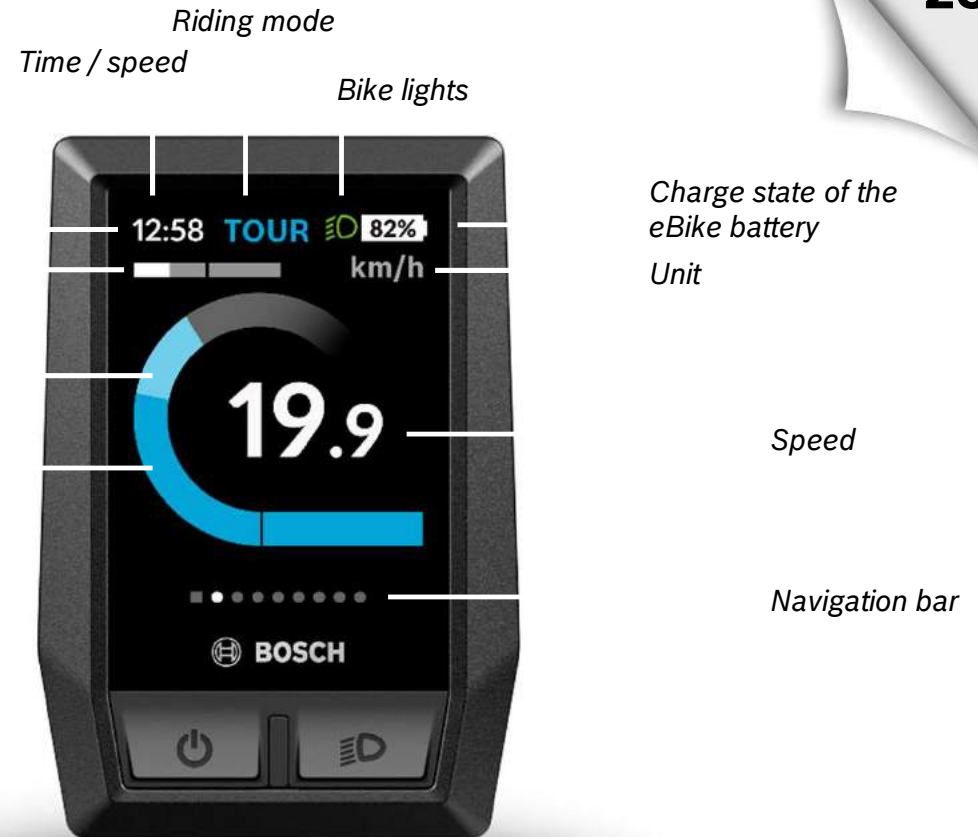 Riding mode
Time / speed
Bike lights
12:58 TOUR 82%
km/h
19.9
BOSCH
Charge state of the
eBike battery
Unit
Speed
Navigation bar